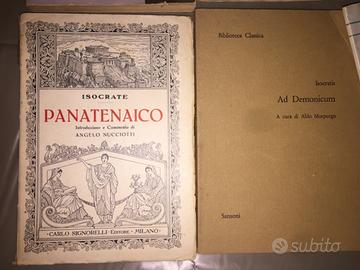 ISOCRATE
PANATENAICO
Introduzione e Commento di
ANGELO NUCCIOTTI
·CARLO SIGNORELLI·EDITORE·MILANO·
Biblioteca Classica
Isocratis
Ad Demonicum
A cura di Aldo Morpurgo
Sansoni
subito